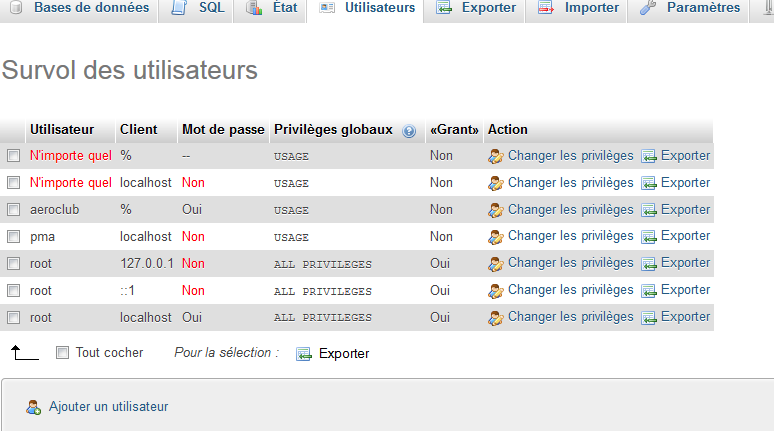 Bases de données SQL État Utilisateurs Exporter Importer Paramètres
Survol des utilisateurs
Utilisateur Client Mot de passe Privilèges globaux «Grant» Action
N'importe quel % -- USAGE Non Changer les privilèges Exporter
N'importe quel localhost Non USAGE Non Changer les privilèges Exporter
aeroclub % Oui USAGE Non Changer les privilèges Exporter
pma localhost Non USAGE Non Changer les privilèges Exporter
root 127.0.0.1 Non ALL PRIVILEGES Oui Changer les privilèges Exporter
root ::1 Non ALL PRIVILEGES Oui Changer les privilèges Exporter
root localhost Oui ALL PRIVILEGES Oui Changer les privilèges Exporter
Tout cocher Pour la sélection : Exporter
Ajouter un utilisateur